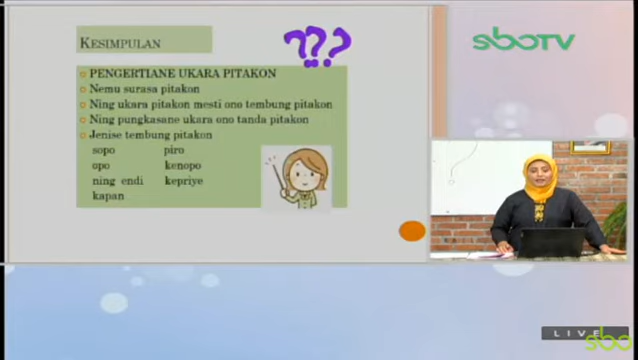 KESIMPULAN
???
sboTV
PENGERTIANE UKARA PITAKON
Nemu surasa pitakon
Ning ukara pitakon mesti ono tembung pitakon
Ning pungkasane ukara ono tanda pitakon
Jenise tembung pitakon
sopo piro
opo kenopo
ning endi kepriye
kapan
?
LIVE
sbo